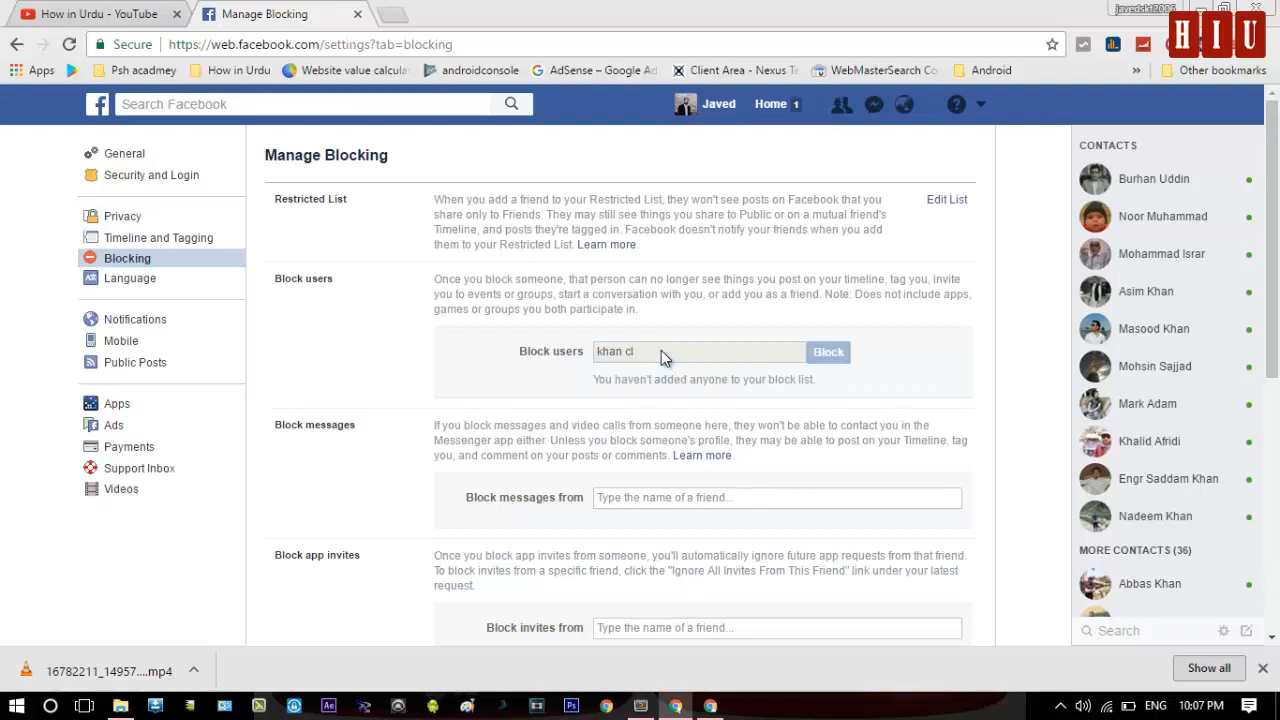 How in Urdu - YouTube
Manage Blocking
javedskt2006
HIU
Secure
https://web.facebook.com/settings?tab=blocking
Apps
Psh acadmey
How in Urdu
Website value calcula
androidconsole
AdSense – Google Ad
Client Area - Nexus Te
WebMasterSearch Co
Android
»
Other bookmarks
Search Facebook
Javed
Home 1
General
Security and Login
Privacy
Timeline and Tagging
Blocking
Language
Notifications
Mobile
Public Posts
Apps
Ads
Payments
Support Inbox
Videos
Manage Blocking
Restricted List
When you add a friend to your Restricted List, they won't see posts on Facebook that you
share only to Friends. They may still see things you share to Public or on a mutual friend's
Timeline, and posts they're tagged in. Facebook doesn't notify your friends when you add
them to your Restricted List. Learn more.
Edit List
Block users
Once you block someone, that person can no longer see things you post on your timeline, tag you, invite
you to events or groups, start a conversation with you, or add you as a friend. Note: Does not include apps,
games or groups you both participate in.
Block users
khan cl
Block
You haven't added anyone to your block list.
Block messages
If you block messages and video calls from someone here, they won't be able to contact you in the
Messenger app either. Unless you block someone's profile, they may be able to post on your Timeline, tag
you, and comment on your posts or comments. Learn more.
Block messages from
Type the name of a friend...
Block app invites
Once you block app invites from someone, you'll automatically ignore future app requests from that friend.
To block invites from a specific friend, click the "Ignore All Invites From This Friend" link under your latest
request.
Block invites from
Type the name of a friend...
CONTACTS
Burhan Uddin
Noor Muhammad
Mohammad Israr
Asim Khan
Masood Khan
Mohsin Sajjad
Mark Adam
Khalid Afridi
Engr Saddam Khan
Nadeem Khan
MORE CONTACTS (36)
Abbas Khan
Search
16782211_14957....mp4
Show all
Ae
Ps
ENG
10:07 PM